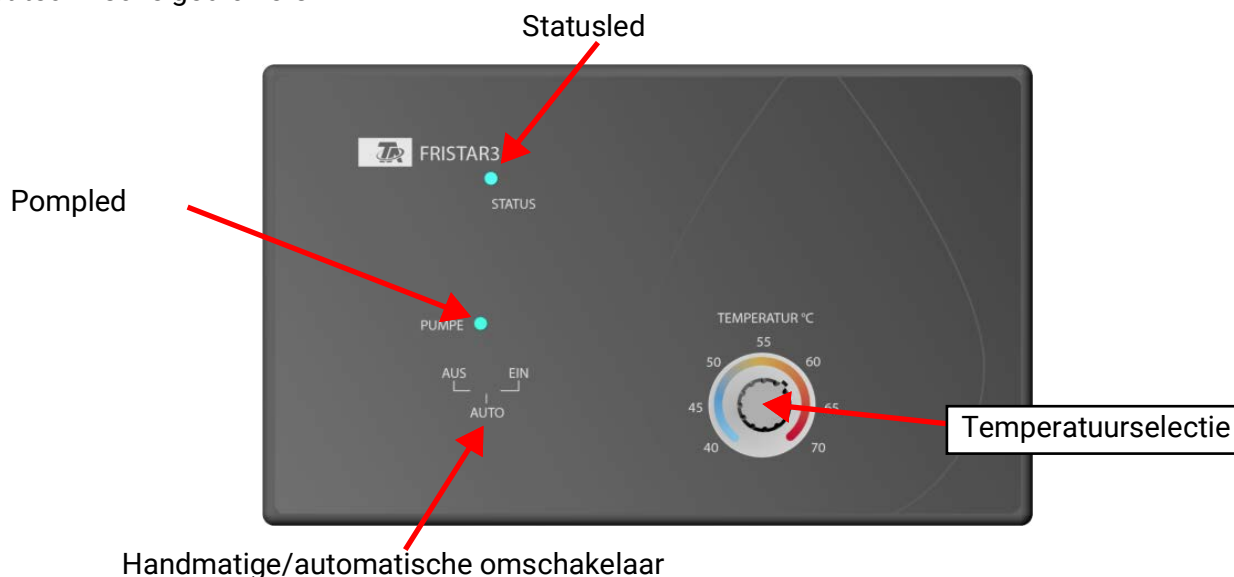 Statusled
TA FRISTAR3
STATUS
Pompled
PUMPE
TEMPERATUR °C
55
50 60
AUS EIN
45 65
AUTO
Temperatuurselectie
40 70
Handmatige/automatische omschakelaar